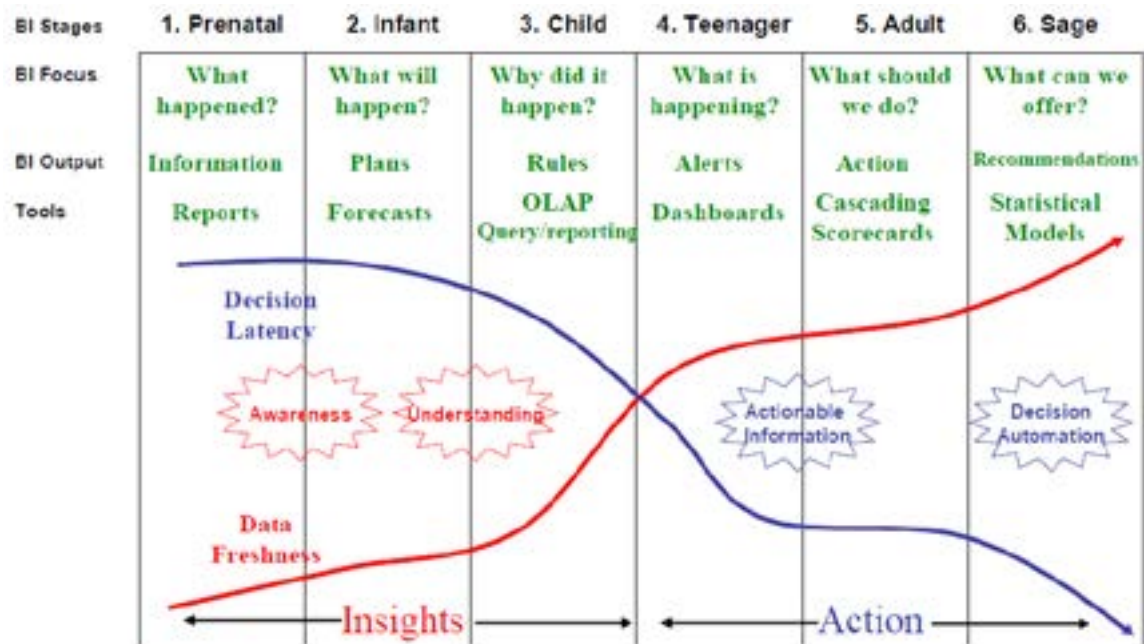 BI Stages 1. Prenatal 2. Infant 3. Child 4. Teenager 5. Adult 6. Sage
BI Focus What What will Why did it What is What should What can we
happened? happen? happen? happening? we do? offer?
BI Output Information Plans Rules Alerts Action Recommendations
Tools Reports Forecasts OLAP Dashboards Cascading Statistical
Query/reporting Scorecards Models
Decision
Latency
Awareness Understanding Actionable Decision
Information Automation
Data
Freshness
Insights Action